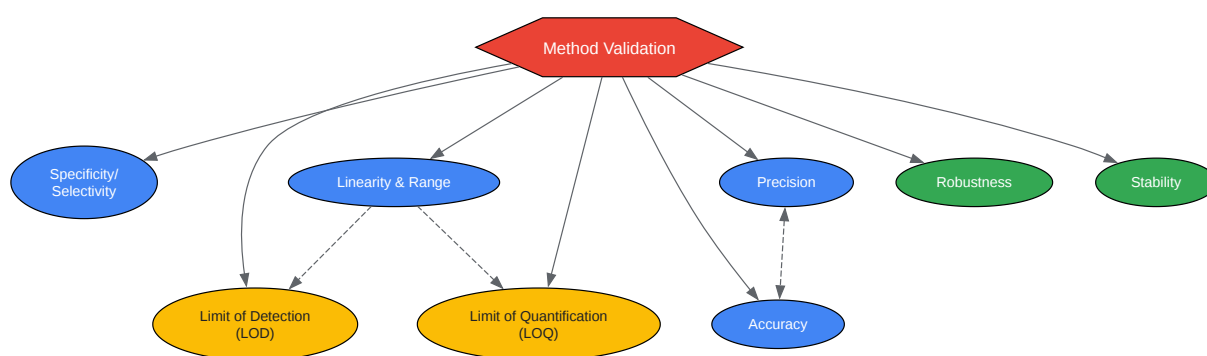 Method Validation
Specificity/
Selectivity
Linearity & Range
Precision
Robustness
Stability
Limit of Detection
(LOD)
Limit of Quantification
(LOQ)
Accuracy